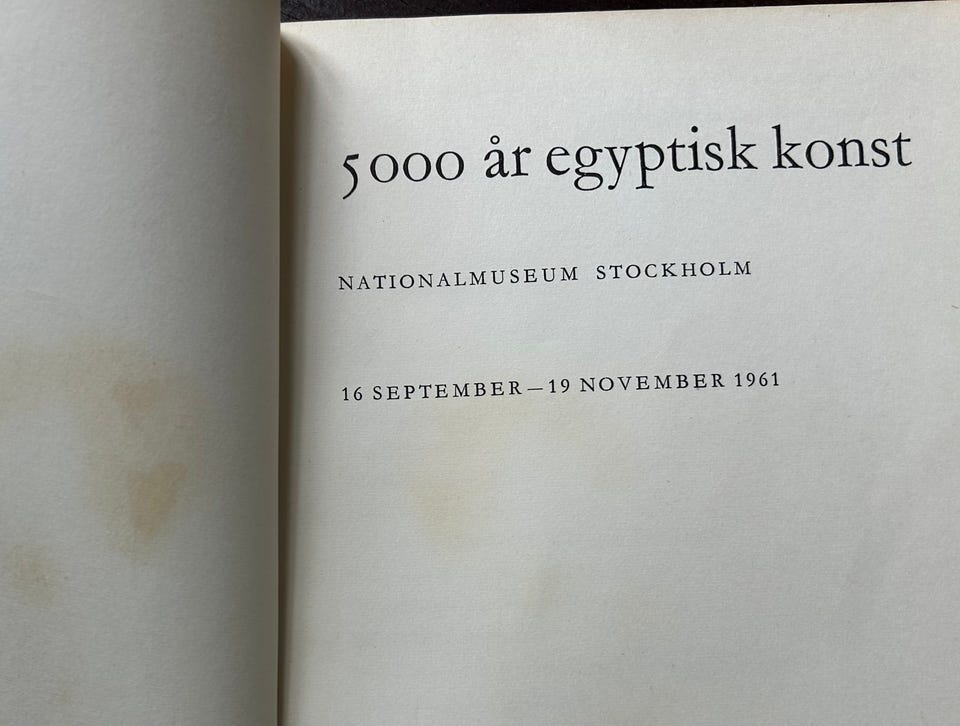 5000 år egyptisk konst
NATIONALMUSEUM STOCKHOLM
16 SEPTEMBER—19 NOVEMBER 1961